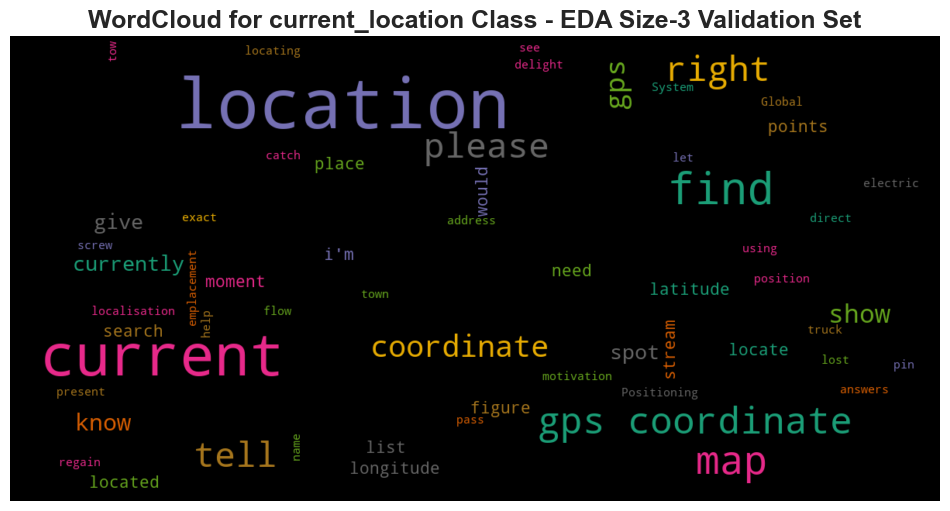 WordCloud for current_location Class - EDA Size-3 Validation Set
tow
locating
see
delight
location
gps
right
System
Global
points
please
catch
place
let
would
find
electric
give
exact
address
direct
screw
currently
i'm
using
emplacement
moment
need
position
latitude
town
localisation
help
flow
show
search
current
coordinate
stream
spot
locate
truck
lost
pin
motivation
present
Positioning
answers
know
figure
pass
gps coordinate
tell
name
list
longitude
map
regain
located